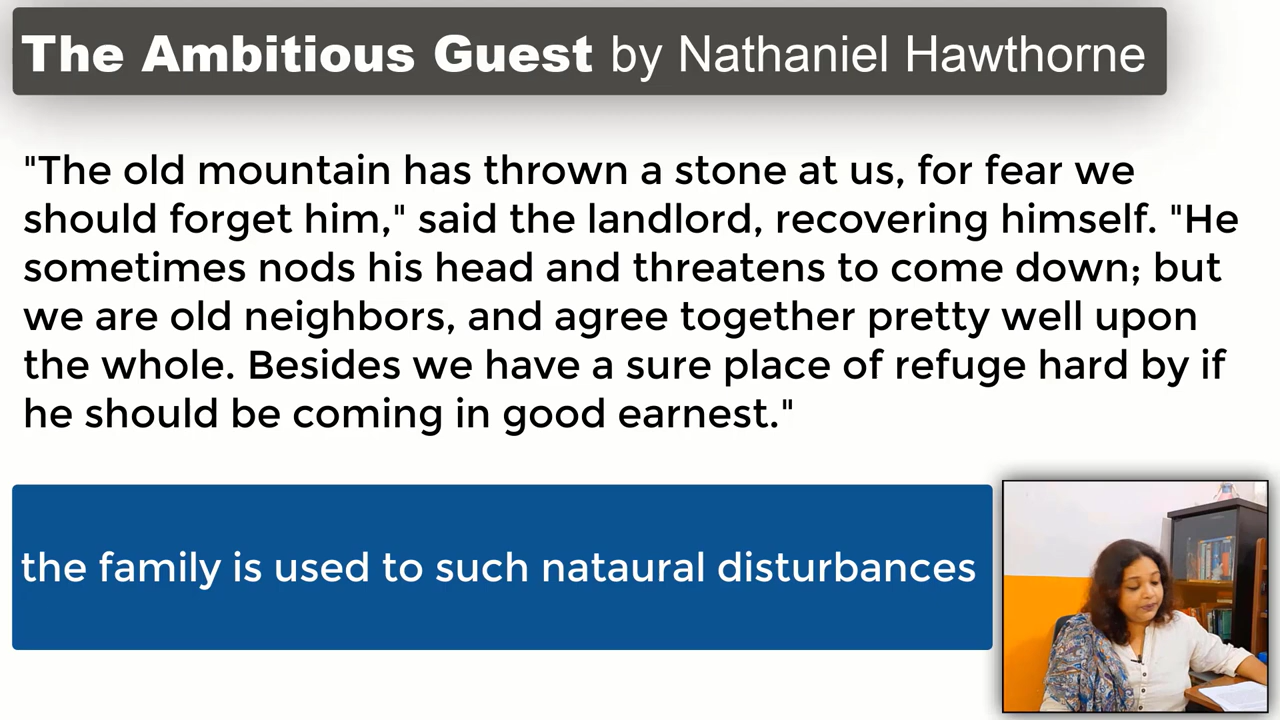 The Ambitious Guest by Nathaniel Hawthorne
"The old mountain has thrown a stone at us, for fear we
should forget him," said the landlord, recovering himself. "He
sometimes nods his head and threatens to come down; but
we are old neighbors, and agree together pretty well upon
the whole. Besides we have a sure place of refuge hard by if
he should be coming in good earnest."
the family is used to such nataural disturbances